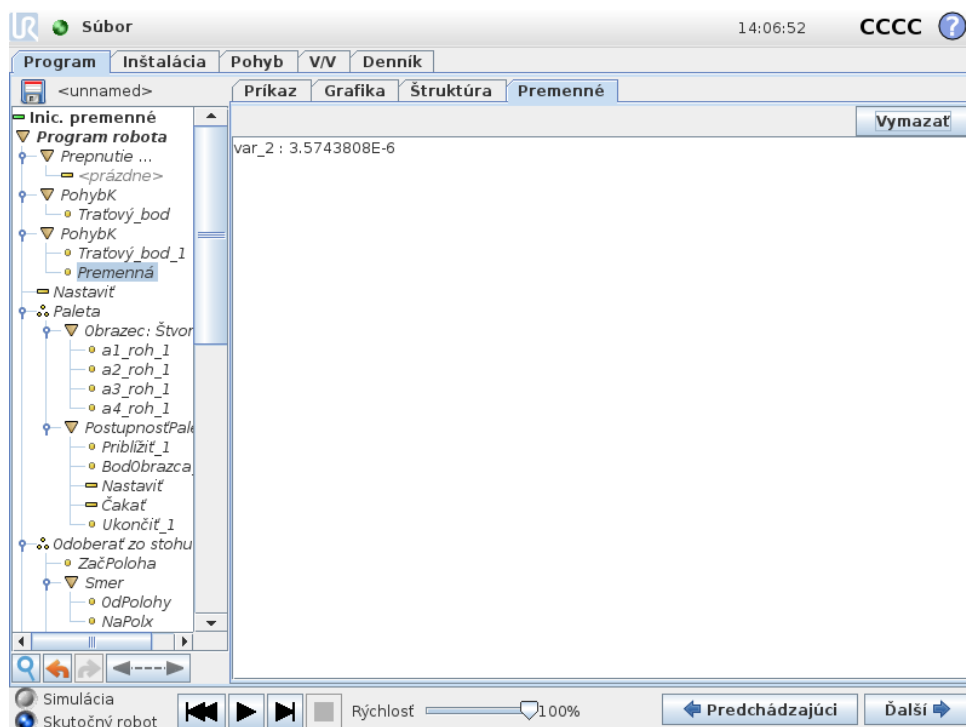 Súbor 14:06:52 CCCC ?
Program Inštalácia Pohyb V/V Denník
<unnamed> Príkaz Grafika Štruktúra Premenné
Vymazať
Inic. premenné
Program robota
Prepnutie ...
<prázdne>
PohybK
Traťový_bod
PohybK
Traťový_bod_1
Premenná
Nastaviť
Paleta
Obrazec: Štvor
a1_roh_1
a2_roh_1
a3_roh_1
a4_roh_1
PostupnosťPale
Priblížiť_1
BodObrazca_
Nastaviť
Čakať
Ukončiť_1
Odoberať zo stohu
ZačPoloha
Smer
OdPolohy
NaPolx
var_2 : 3.5743808E-6
Simulácia
Skutočný robot
Rýchlosť 100%
Predchádzajúci Ďalší